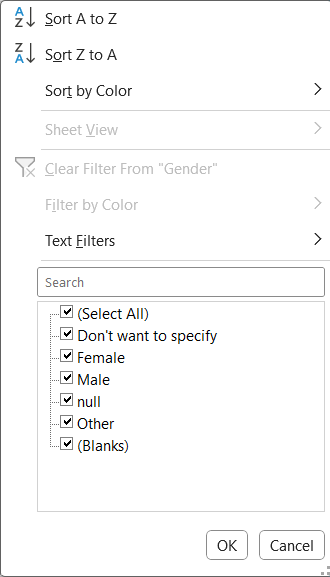 Sort A to Z
Sort Z to A
Sort by Color
Sheet View
Clear Filter From "Gender"
Filter by Color
Text Filters
Search
(Select All)
Don't want to specify
Female
Male
null
Other
(Blanks)
OK Cancel